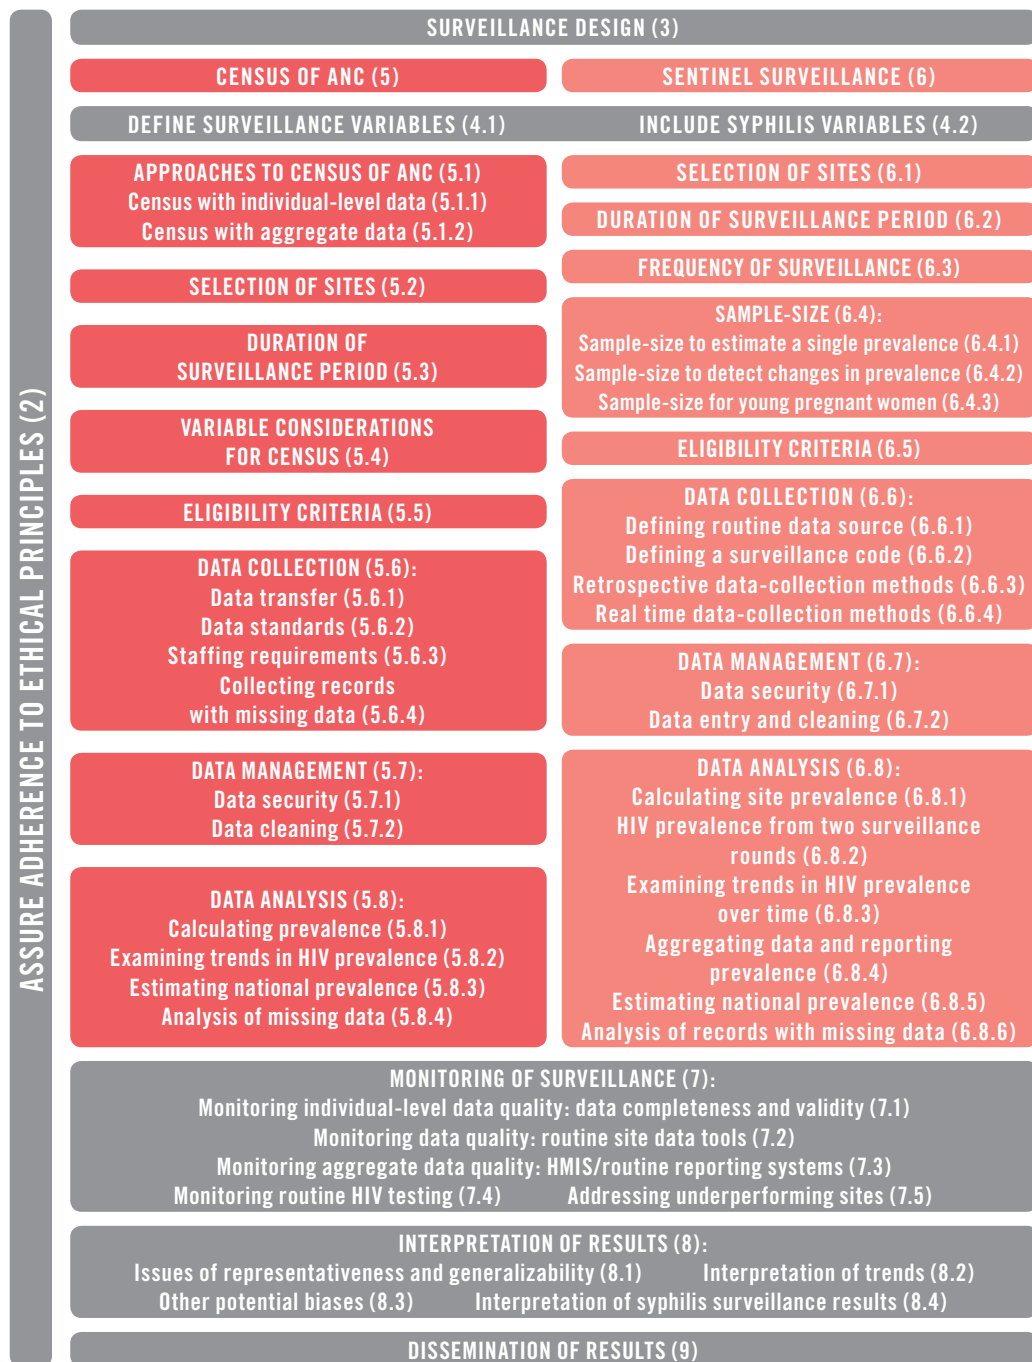 ASSURE ADHERENCE TO ETHICAL PRINCIPLES (2)
SURVEILLANCE DESIGN (3)
CENSUS OF ANC (5)
SENTINEL SURVEILLANCE (6)
DEFINE SURVEILLANCE VARIABLES (4.1)
INCLUDE SYPHILIS VARIABLES (4.2)
APPROACHES TO CENSUS OF ANC (5.1)
Census with individual-level data (5.1.1)
Census with aggregate data (5.1.2)
SELECTION OF SITES (5.2)
DURATION OF
SURVEILLANCE PERIOD (5.3)
VARIABLE CONSIDERATIONS
FOR CENSUS (5.4)
ELIGIBILITY CRITERIA (5.5)
DATA COLLECTION (5.6):
Data transfer (5.6.1)
Data standards (5.6.2)
Staffing requirements (5.6.3)
Collecting records
with missing data (5.6.4)
DATA MANAGEMENT (5.7):
Data security (5.7.1)
Data cleaning (5.7.2)
DATA ANALYSIS (5.8):
Calculating prevalence (5.8.1)
Examining trends in HIV prevalence (5.8.2)
Estimating national prevalence (5.8.3)
Analysis of missing data (5.8.4)
SELECTION OF SITES (6.1)
DURATION OF SURVEILLANCE PERIOD (6.2)
FREQUENCY OF SURVEILLANCE (6.3)
SAMPLE-SIZE (6.4):
Sample-size to estimate a single prevalence (6.4.1)
Sample-size to detect changes in prevalence (6.4.2)
Sample-size for young pregnant women (6.4.3)
ELIGIBILITY CRITERIA (6.5)
DATA COLLECTION (6.6):
Defining routine data source (6.6.1)
Defining a surveillance code (6.6.2)
Retrospective data-collection methods (6.6.3)
Real time data-collection methods (6.6.4)
DATA MANAGEMENT (6.7):
Data security (6.7.1)
Data entry and cleaning (6.7.2)
DATA ANALYSIS (6.8):
Calculating site prevalence (6.8.1)
HIV prevalence from two surveillance
rounds (6.8.2)
Examining trends in HIV prevalence
over time (6.8.3)
Aggregating data and reporting
prevalence (6.8.4)
Estimating national prevalence (6.8.5)
Analysis of records with missing data (6.8.6)
MONITORING OF SURVEILLANCE (7):
Monitoring individual-level data quality: data completeness and validity (7.1)
Monitoring data quality: routine site data tools (7.2)
Monitoring aggregate data quality: HMIS/routine reporting systems (7.3)
Monitoring routine HIV testing (7.4) Addressing underperforming sites (7.5)
INTERPRETATION OF RESULTS (8):
Issues of representativeness and generalizability (8.1) Interpretation of trends (8.2)
Other potential biases (8.3) Interpretation of syphilis surveillance results (8.4)
DISSEMINATION OF RESULTS (9)